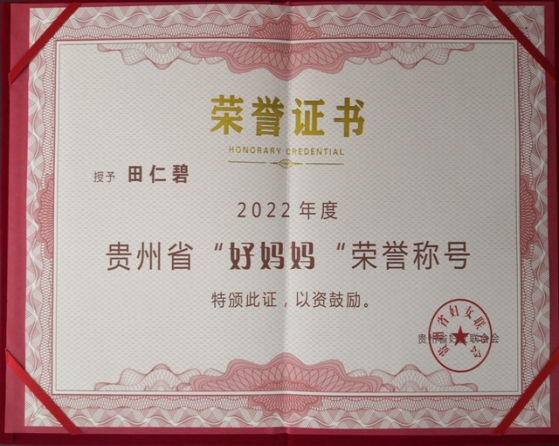 荣誉证书
HONORARY CREDENTIAL
授予 田仁碧
2022年度
贵州省“好妈妈“荣誉称号
特颁此证，以资鼓励。
贵州省妇女联合会